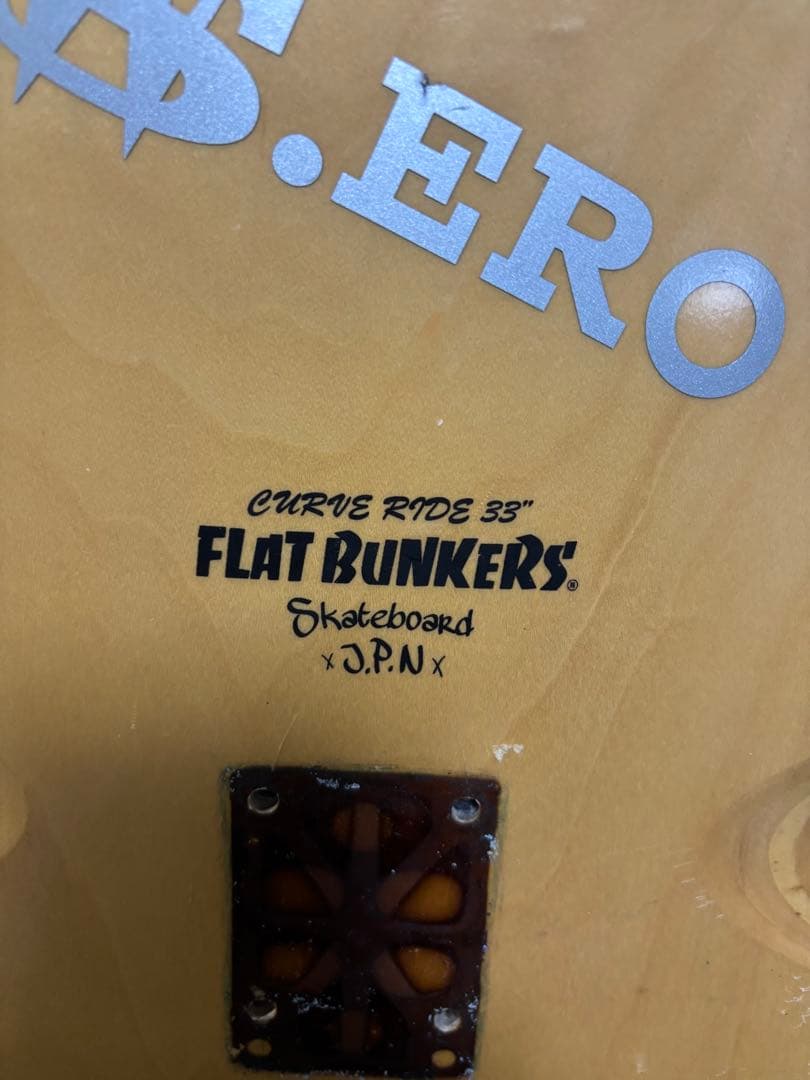 $.ERO
CURVE RIDE 33"
FLAT BUNKERS®
Skateboard
x J.P.N x